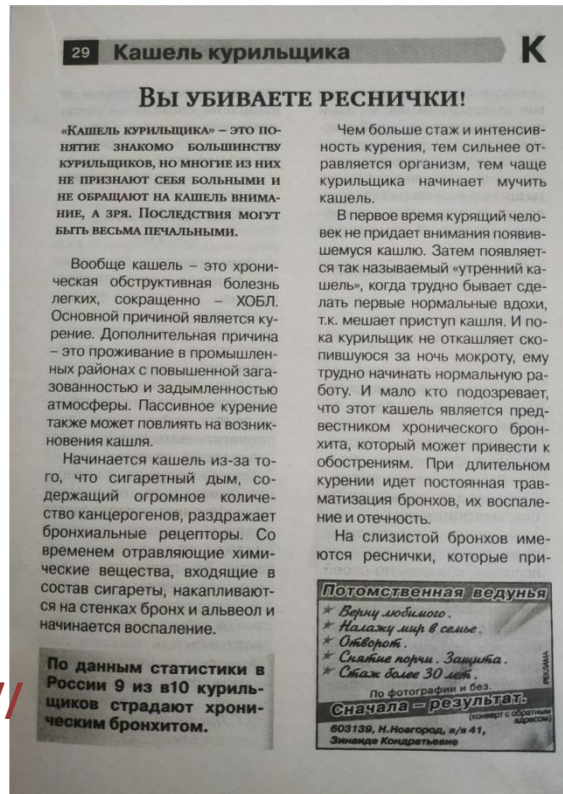 29 Кашель курильщика К
Вы убиваете реснички!
«Кашель курильщика» – это по-
нятие знакомо большинству
курильщиков, но многие из них
не признают себя больными и
не обращают на кашель внима-
ние, а зря. Последствия могут
быть весьма печальными.
Вообще кашель – это хрони-
ческая обструктивная болезнь
легких, сокращенно – ХОБЛ.
Основной причиной является ку-
рение. Дополнительная причина
– это проживание в промышлен-
ных районах с повышенной зага-
зованностью и задымленностью
атмосферы. Пассивное курение
также может повлиять на возник-
новения кашля.
Начинается кашель из-за то-
го, что сигаретный дым, со-
держащий огромное количе-
ство канцерогенов, раздражает
бронхиальные рецепторы. Со
временем отравляющие хими-
ческие вещества, входящие в
состав сигареты, накапливают-
ся на стенках бронх и альвеол и
начинается воспаление.
По данным статистики в
России 9 из в10 куриль-
щиков страдают хрони-
ческим бронхитом.
Чем больше стаж и интенсив-
ность курения, тем сильнее от-
равляется организм, тем чаще
курильщика начинает мучить
кашель.
В первое время курящий чело-
век не придает внимания появив-
шемуся кашлю. Затем появляет-
ся так называемый «утренний ка-
шель», когда трудно бывает сде-
лать первые нормальные вдохи,
т.к. мешает приступ кашля. И по-
ка курильщик не откашляет ско-
пившуюся за ночь мокроту, ему
трудно начинать нормальную ра-
боту. И мало кто подозревает,
что этот кашель является пред-
вестником хронического брон-
хита, который может привести к
обострениям. При длительном
курении идет постоянная трав-
матизация бронхов, их воспале-
ние и отечность.
На слизистой бронхов име-
ются реснички, которые при-
Потомственная ведунья
Верну любимого.
Налажу мир в семье.
Отворот.
Снятие порчи. Защита.
Стаж более 30 лет.
РЕКЛАМА
По фотографии и без.
Сначала – результат.
(конверт с обратным
адресом)
603139, Н.Новгород, а/я 41,
Зинаиде Кондратьевне